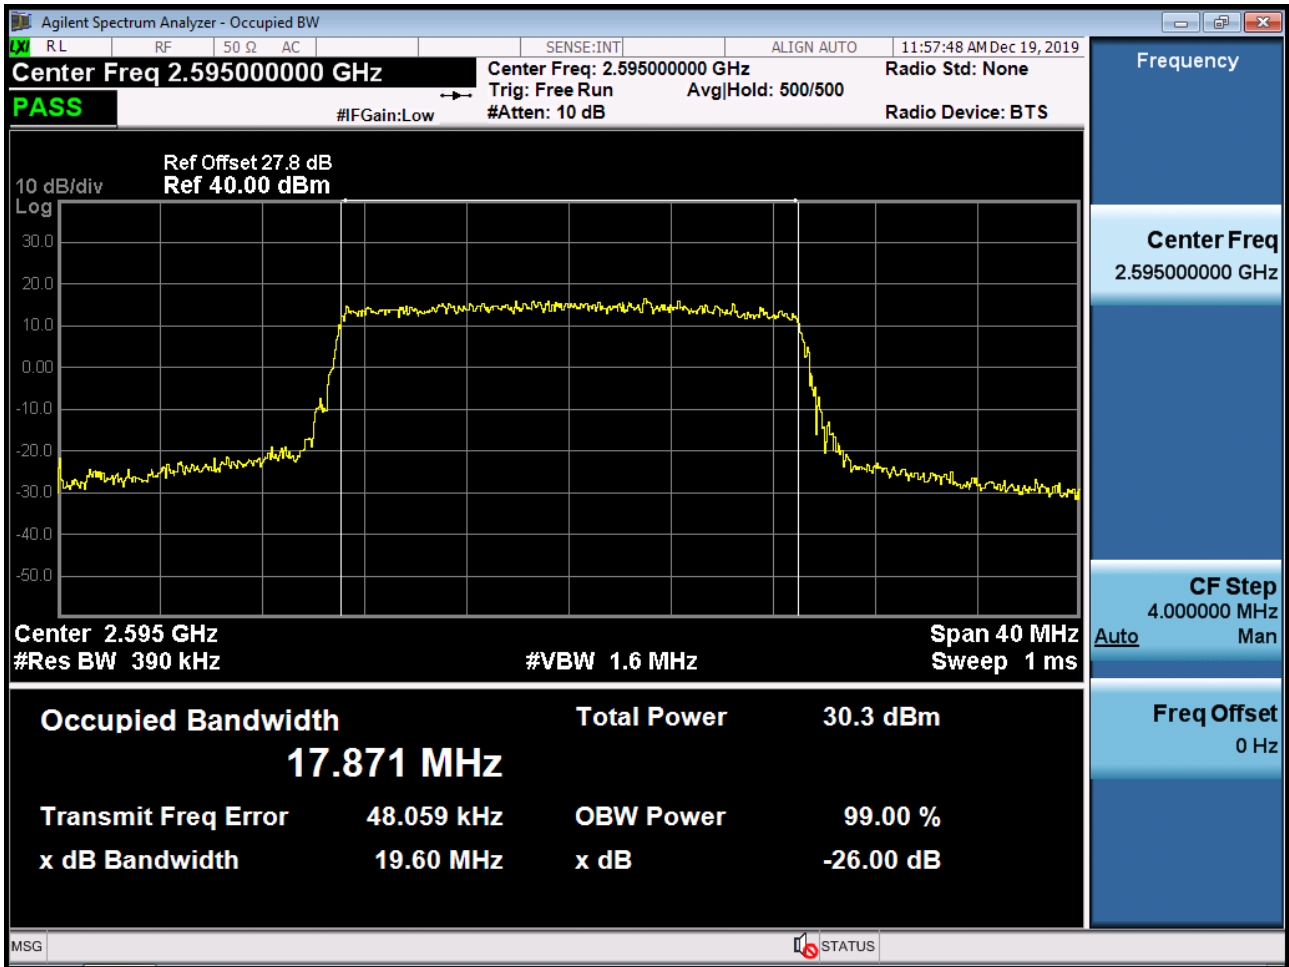 Agilent Spectrum Analyzer - Occupied BW
LXI RL RF 50 Ω AC SENSE:INT ALIGN AUTO 11:57:48 AM Dec 19, 2019
Center Freq 2.595000000 GHz
Center Freq: 2.595000000 GHz Radio Std: None
Trig: Free Run Avg|Hold: 500/500
PASS
#IFGain:Low #Atten: 10 dB Radio Device: BTS
Ref Offset 27.8 dB
10 dB/div Ref 40.00 dBm
Log
30.0
20.0
10.0
0.00
-10.0
-20.0
-30.0
-40.0
-50.0
Center 2.595 GHz Span 40 MHz
#Res BW 390 kHz #VBW 1.6 MHz Sweep 1 ms
Occupied Bandwidth Total Power 30.3 dBm
17.871 MHz
Transmit Freq Error 48.059 kHz OBW Power 99.00 %
x dB Bandwidth 19.60 MHz x dB -26.00 dB
Frequency
Center Freq
2.595000000 GHz
CF Step
4.000000 MHz
Auto Man
Freq Offset
0 Hz
MSG STATUS